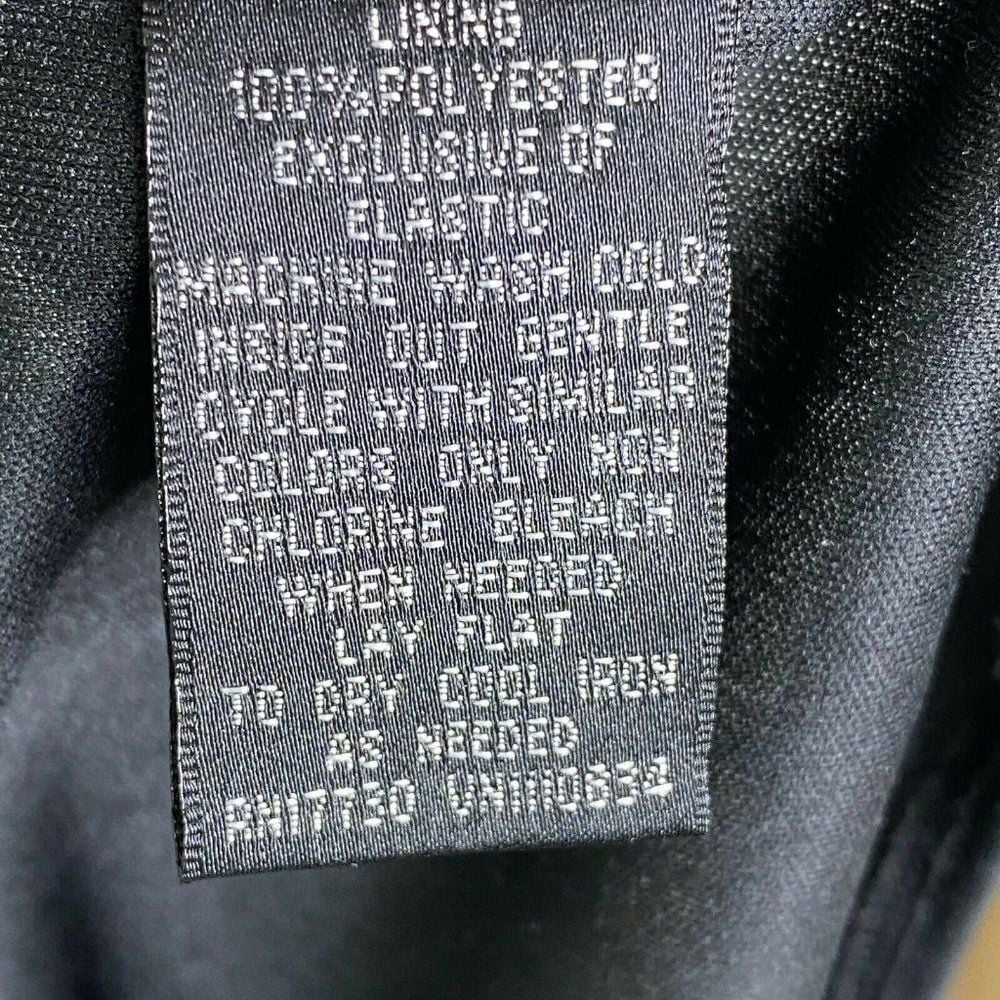 LINING
100%POLYESTER
EXCLUSIVE OF
ELASTIC
MACHINE WASH COLD
INSIDE OUT GENTLE
CYCLE WITH SIMILAR
COLORS ONLY NON
CHLORINE BLEACH
WHEN NEEDED
LAY FLAT
TO DRY COOL IRON
AS NEEDED